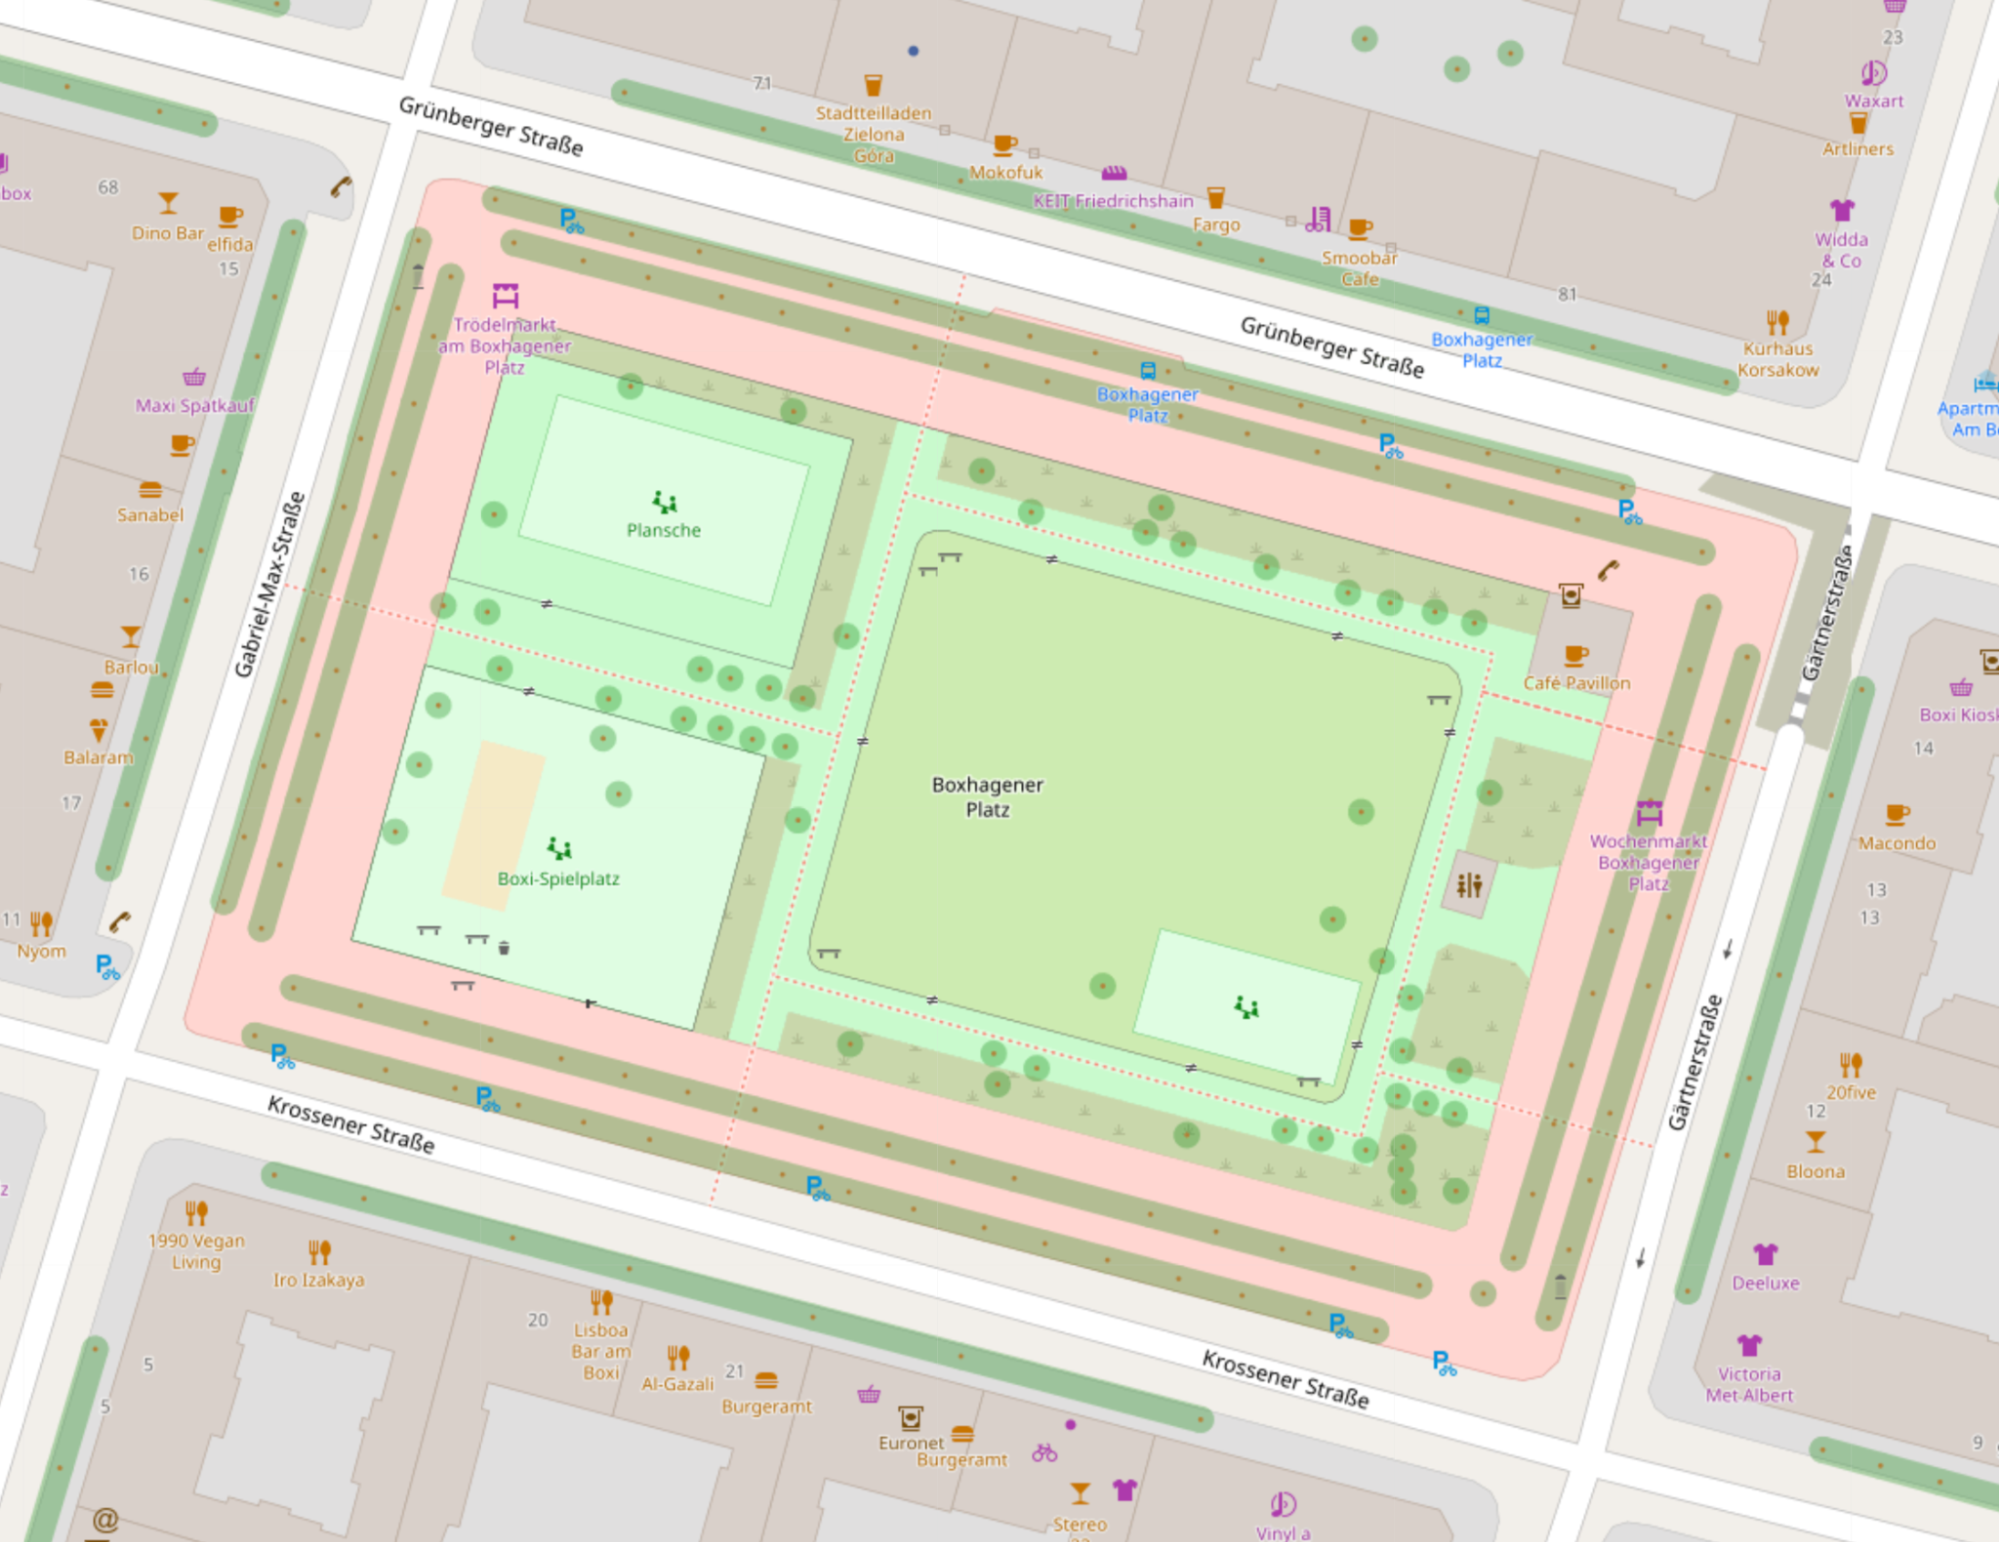 71
Grünberger Straße
Stadtteilladen
Zielona
Góra
Mokofuk
KEIT Friedrichshain
Fargo
Smoobar
Cafe
81
23
Waxart
Artliners
Widda
& Co
24
Kurhaus
Korsakow
Grünberger Straße
Boxhagener
Platz
Boxhagener
Platz
Apartm
Am Be
box
68
Dino Bar
elfida
15
Trödelmarkt
am Boxhagener
Platz
Maxi Spätkauf
Sanabel
16
Gabriel-Max-Straße
Barlou
Balaram
17
11
Nyom
Plansche
Boxi-Spielplatz
Boxhagener
Platz
Café Pavillon
Gärtnerstraße
Boxi Kiosk
14
Macondo
13
13
Wochenmarkt
Boxhagener
Platz
Gärtnerstraße
20five
12
Bloona
Deeluxe
Victoria
Met Albert
9
Krossener Straße
z
1990 Vegan
Living
Iro Izakaya
5
5
20
Lisboa
Bar am
Boxi
Al-Gazali
21
Burgeramt
Euronet
Burgeramt
Krossener Straße
Stereo
33
Vinyl a